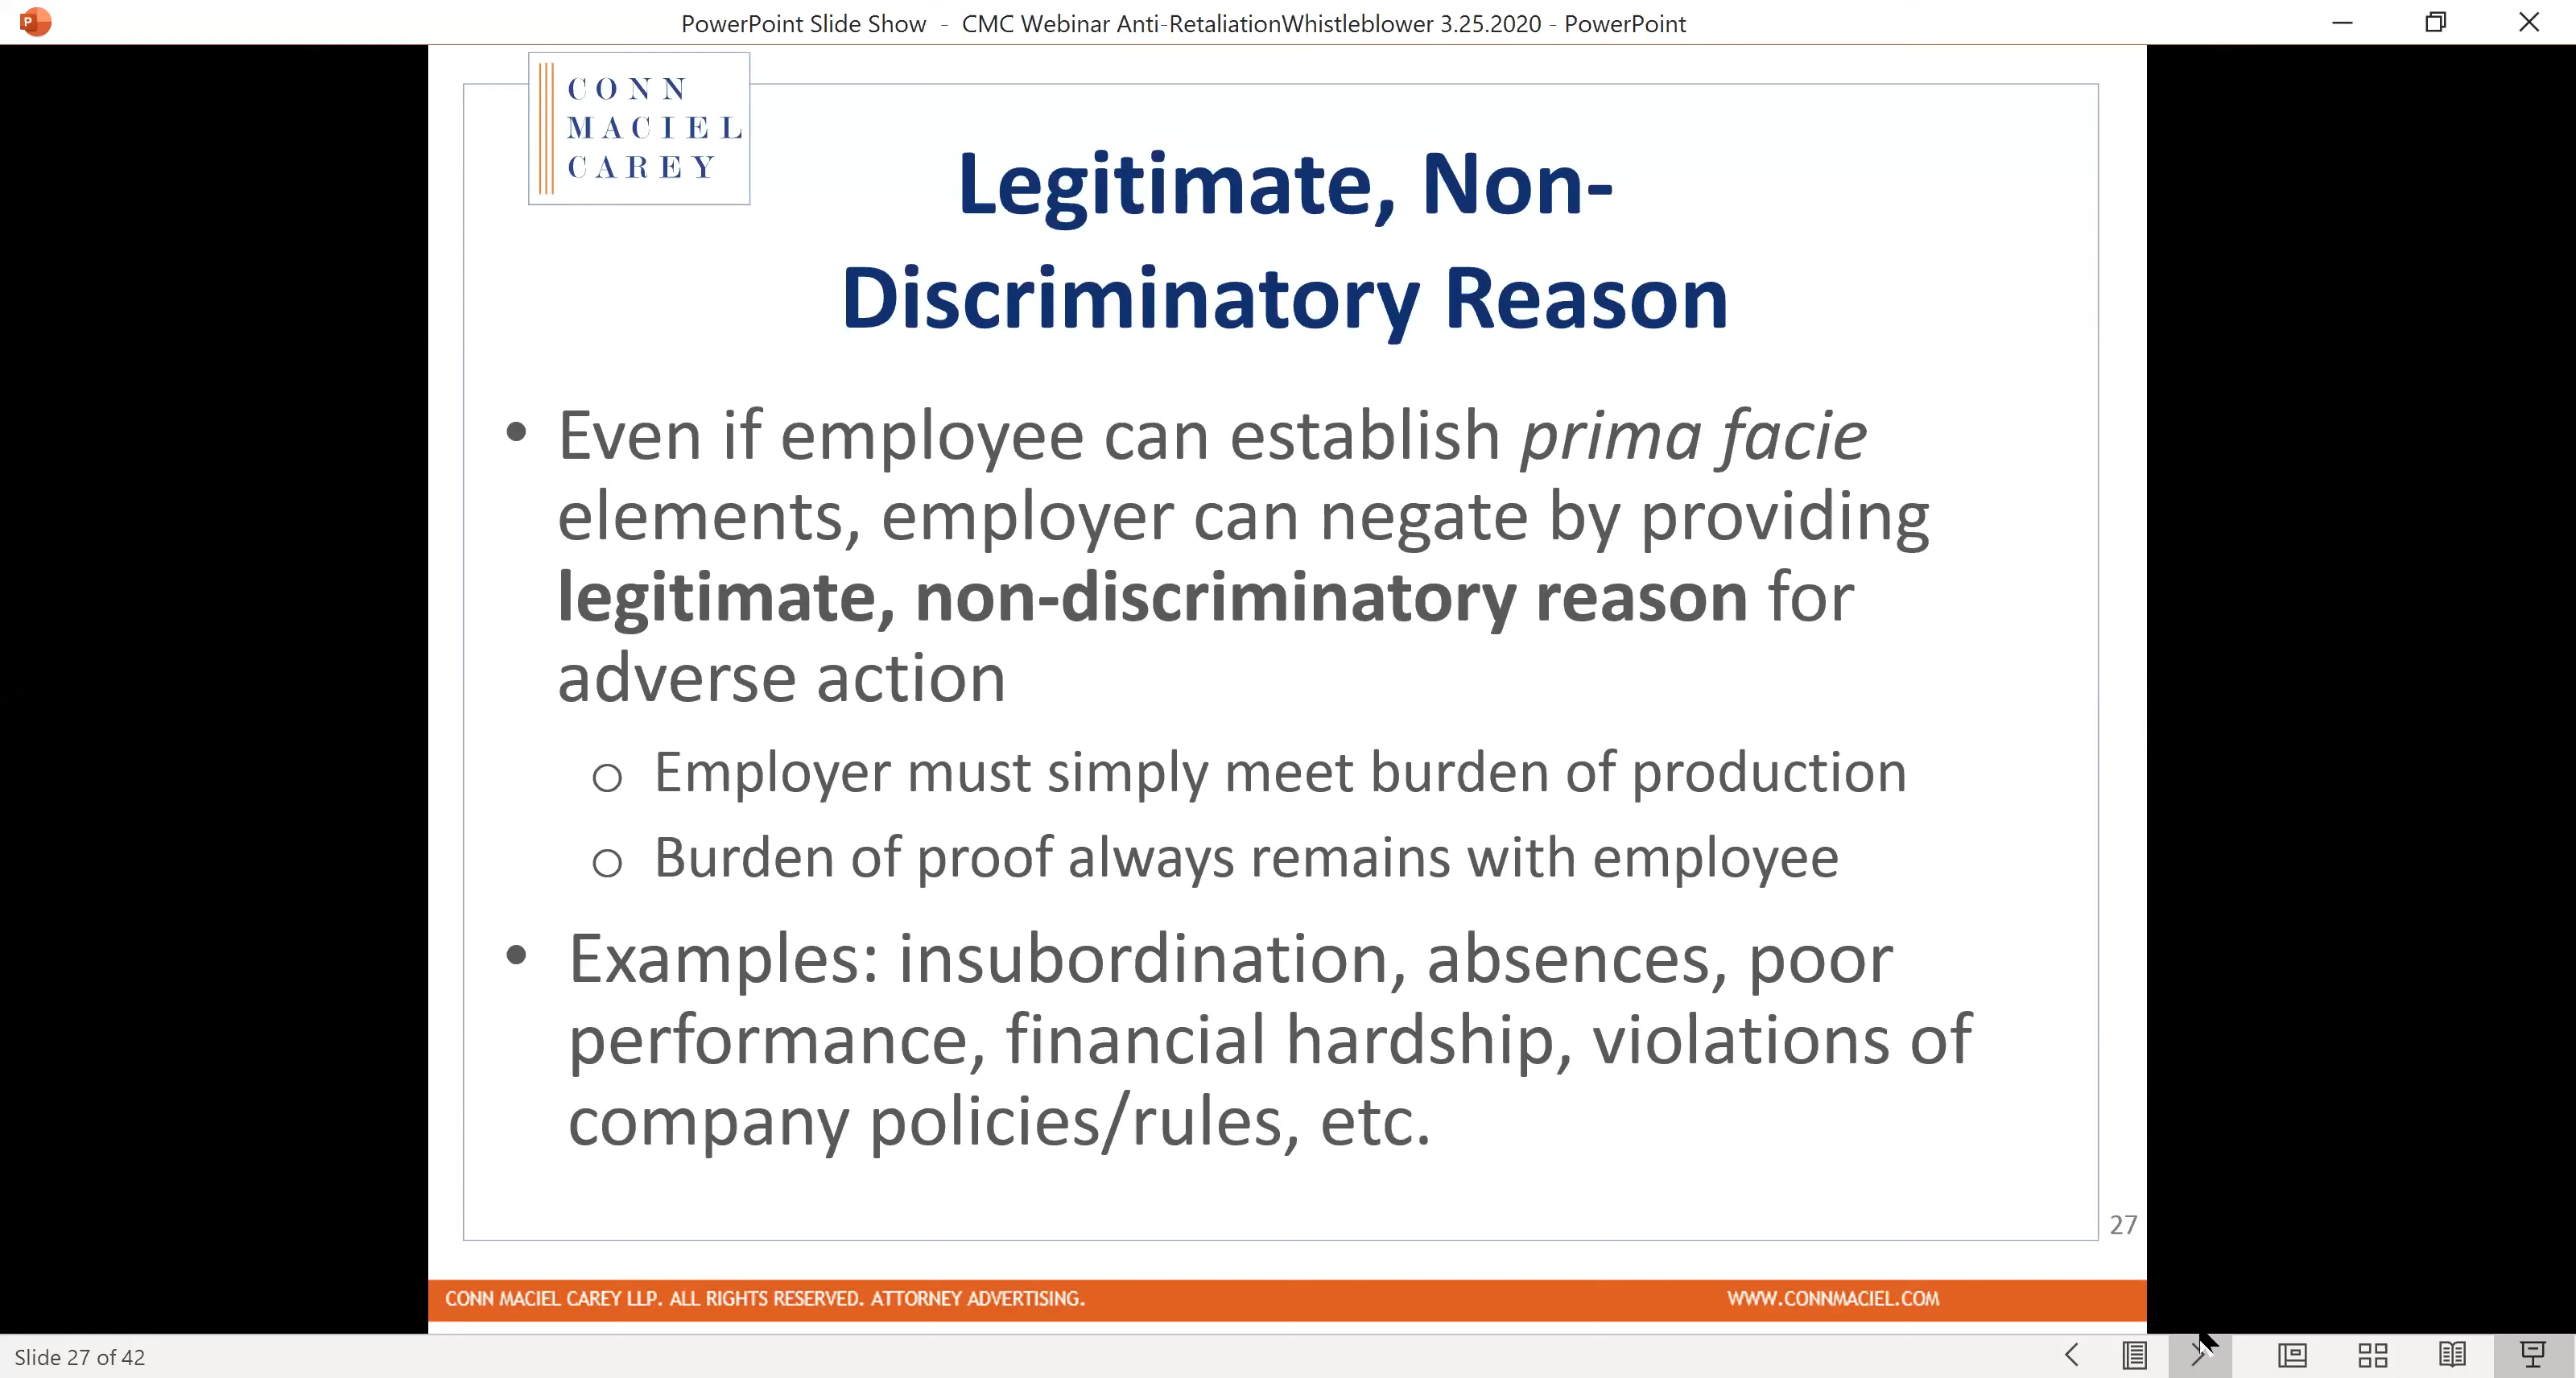 PowerPoint Slide Show  -  CMC Webinar Anti-RetaliationWhistleblower 3.25.2020 - PowerPoint
CONN
MACIEL
CAREY
Legitimate, Non-
Discriminatory Reason
• Even if employee can establish prima facie
elements, employer can negate by providing
legitimate, non-discriminatory reason for
adverse action
o Employer must simply meet burden of production
o Burden of proof always remains with employee
• Examples: insubordination, absences, poor
performance, financial hardship, violations of
company policies/rules, etc.
27
CONN MACIEL CAREY LLP. ALL RIGHTS RESERVED. ATTORNEY ADVERTISING. WWW.CONNMACIEL.COM
Slide 27 of 42